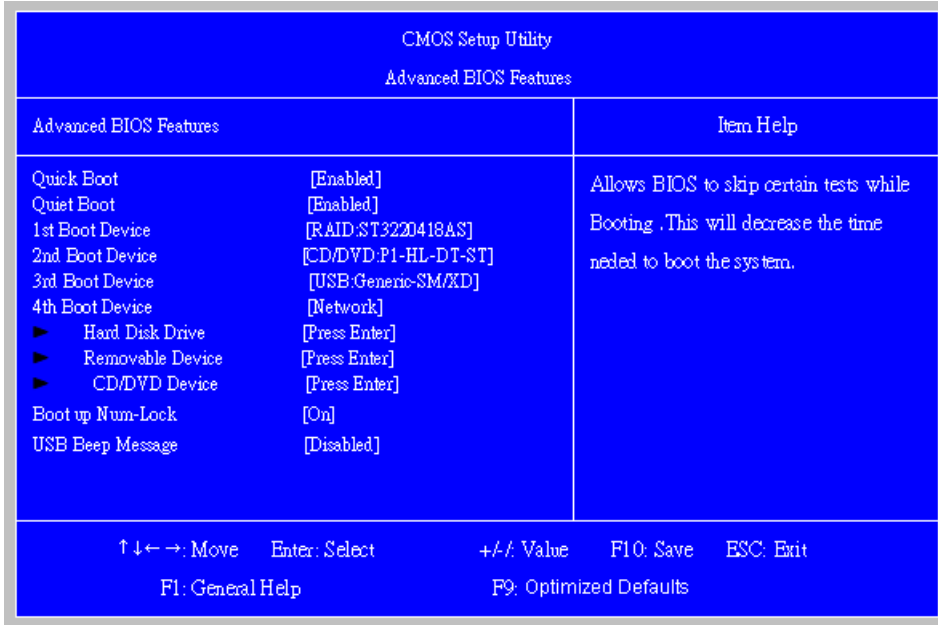 CMOS Setup Utility
Advanced BIOS Features
Advanced BIOS Features
Item Help
Quick Boot [Enabled]
Quiet Boot [Enabled]
1st Boot Device [RAID:ST3220418AS]
2nd Boot Device [CD/DVD:P1-HL-DT-ST]
3rd Boot Device [USB:Generic-SM/XD]
4th Boot Device [Network]
► Hard Disk Drive [Press Enter]
► Removable Device [Press Enter]
► CD/DVD Device [Press Enter]
Boot up Num-Lock [On]
USB Beep Message [Disabled]
Allows BIOS to skip certain tests while
Booting .This will decrease the time
neded to boot the system.
↑↓←→: Move Enter: Select +/-/: Value F10: Save ESC: Exit
F1: General Help F9: Optimized Defaults